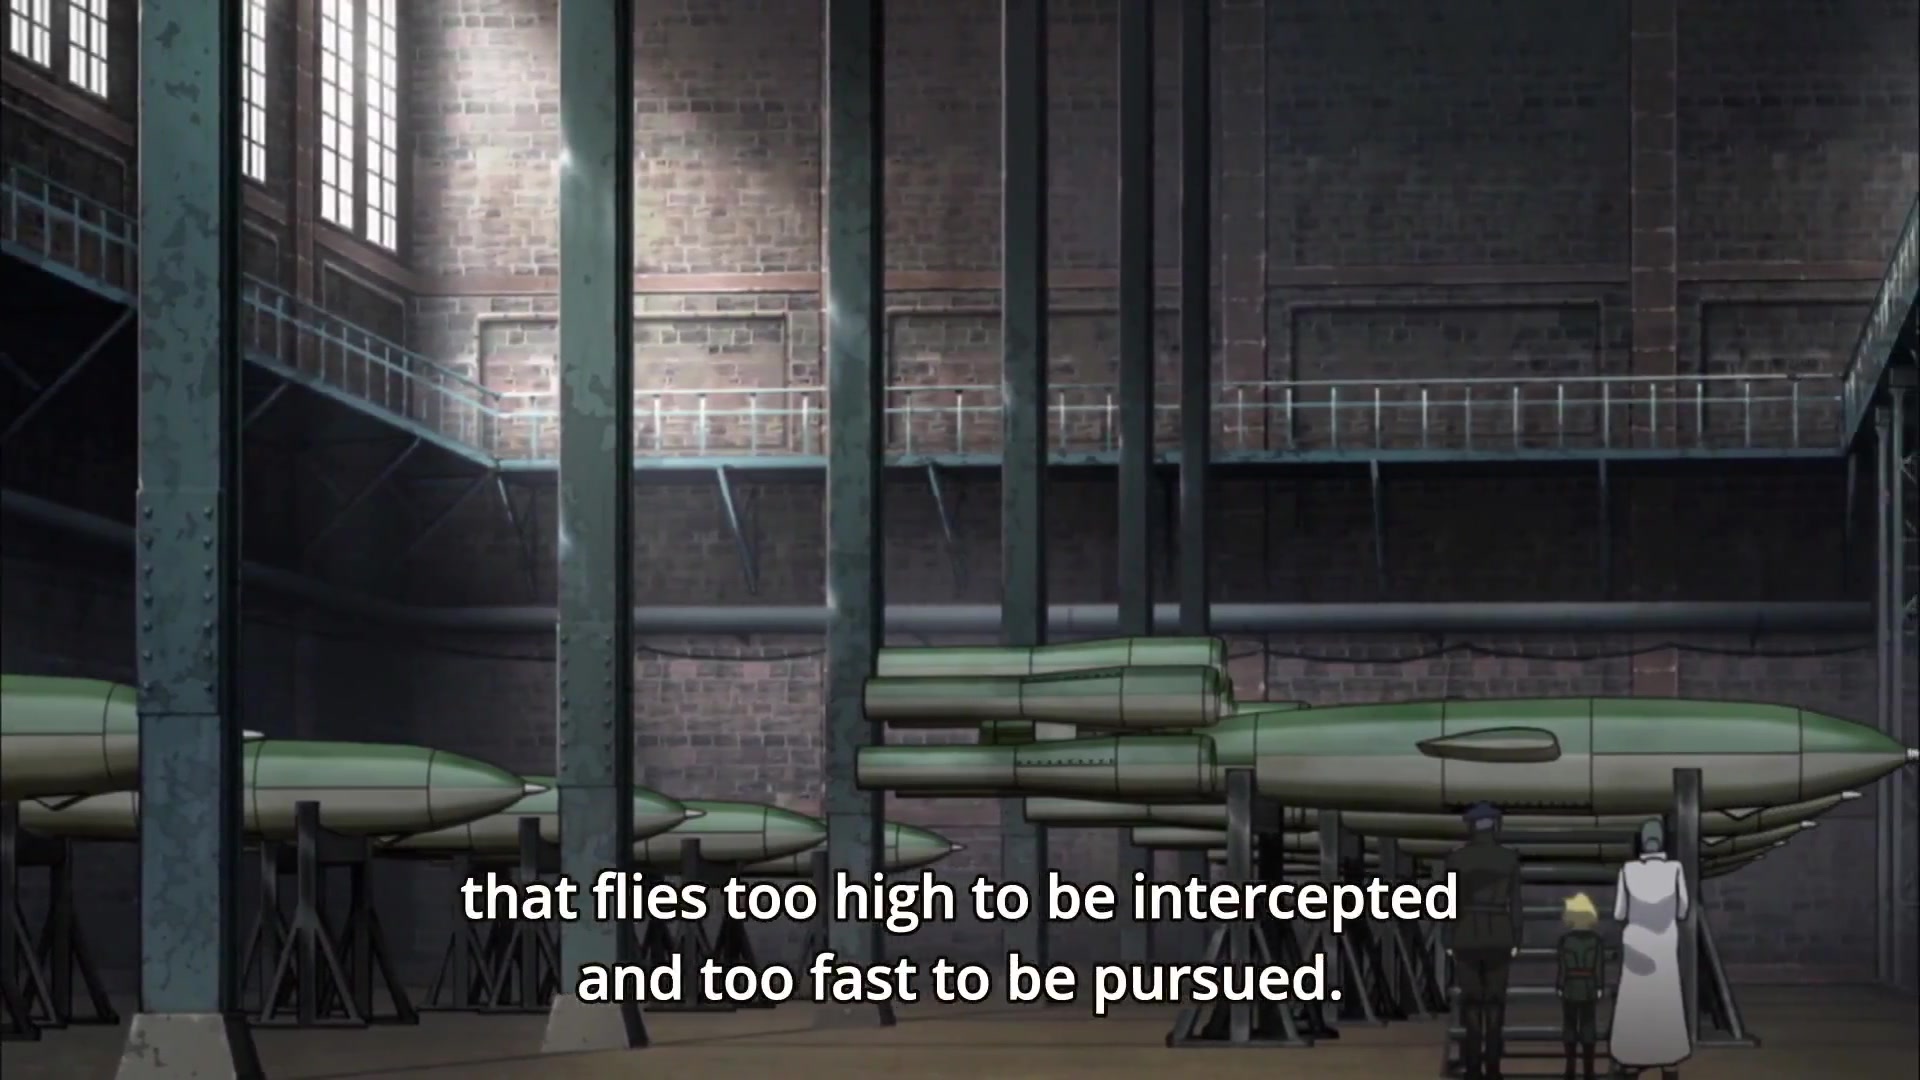 that flies too high to be intercepted
and too fast to be pursued.